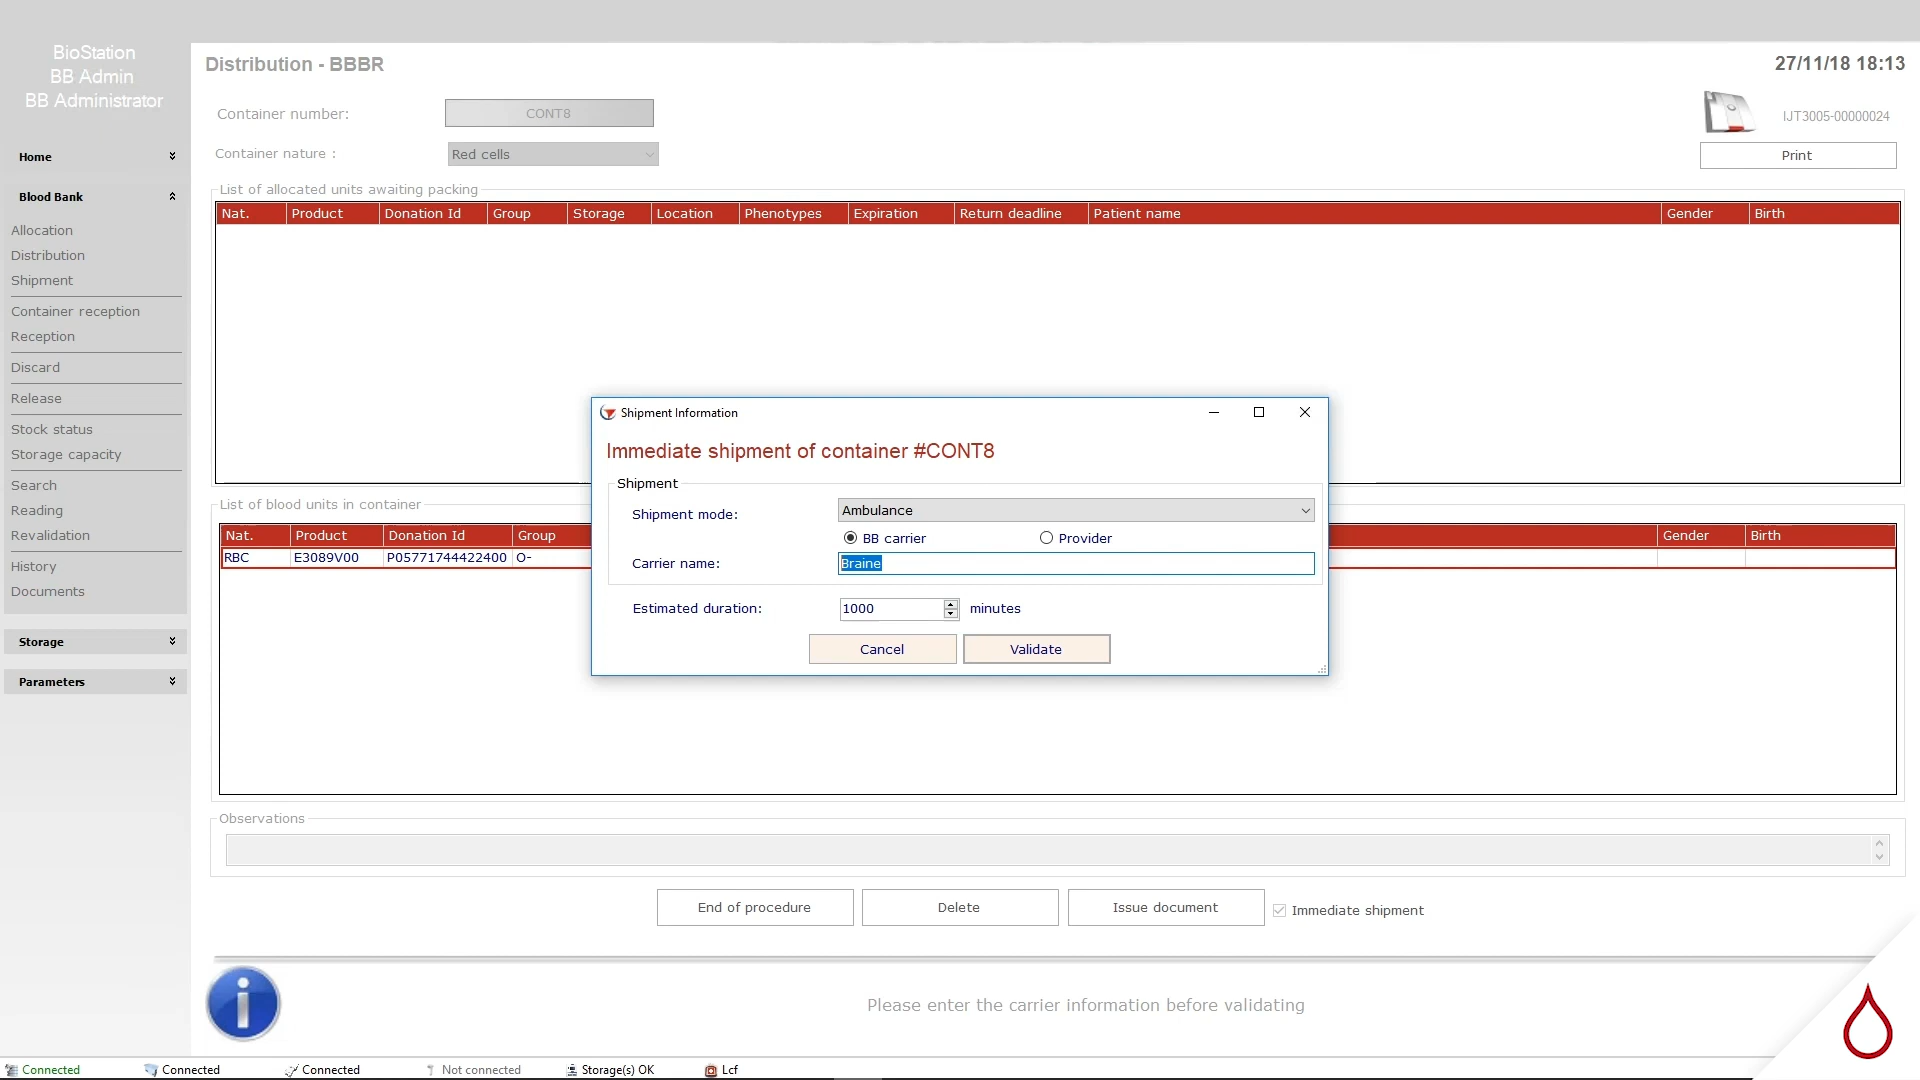 BioStation
BB Admin
BB Administrator
Home
Blood Bank
Allocation
Distribution
Shipment
Container reception
Reception
Discard
Release
Stock status
Storage capacity
Search
Reading
Revalidation
History
Documents
Storage
Parameters
Distribution - BBBR
27/11/18 18:13
Container number:
CONT8
IJT3005-00000024
Container nature :
Red cells
Print
List of allocated units awaiting packing
Nat. Product Donation Id Group Storage Location Phenotypes Expiration Return deadline Patient name Gender Birth
Shipment Information
Immediate shipment of container #CONT8
Shipment
Shipment mode: Ambulance
BB carrier Provider
Carrier name: Braine
Estimated duration: 1000 minutes
Cancel Validate
List of blood units in container
Nat. Product Donation Id Group Gender Birth
RBC E3089V00 P05771744422400 O-
Observations
End of procedure Delete Issue document Immediate shipment
Please enter the carrier information before validating
Connected Connected Connected Not connected Storage(s) OK Lcf